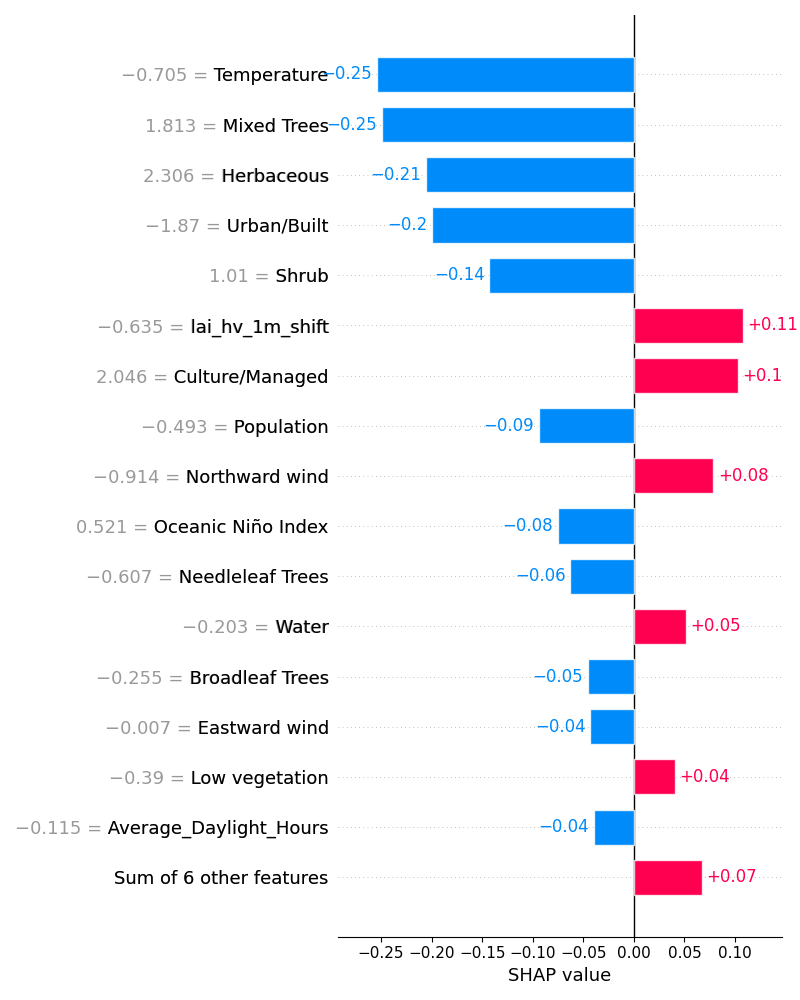 −0.705 = Temperature −0.25
1.813 = Mixed Trees −0.25
2.306 = Herbaceous −0.21
−1.87 = Urban/Built −0.2
1.01 = Shrub −0.14
−0.635 = lai_hv_1m_shift +0.11
2.046 = Culture/Managed +0.1
−0.493 = Population −0.09
−0.914 = Northward wind +0.08
0.521 = Oceanic Niño Index −0.08
−0.607 = Needleleaf Trees −0.06
−0.203 = Water +0.05
−0.255 = Broadleaf Trees −0.05
−0.007 = Eastward wind −0.04
−0.39 = Low vegetation +0.04
−0.115 = Average_Daylight_Hours −0.04
Sum of 6 other features +0.07
−0.25 −0.20 −0.15 −0.10 −0.05 0.00 0.05 0.10
SHAP value